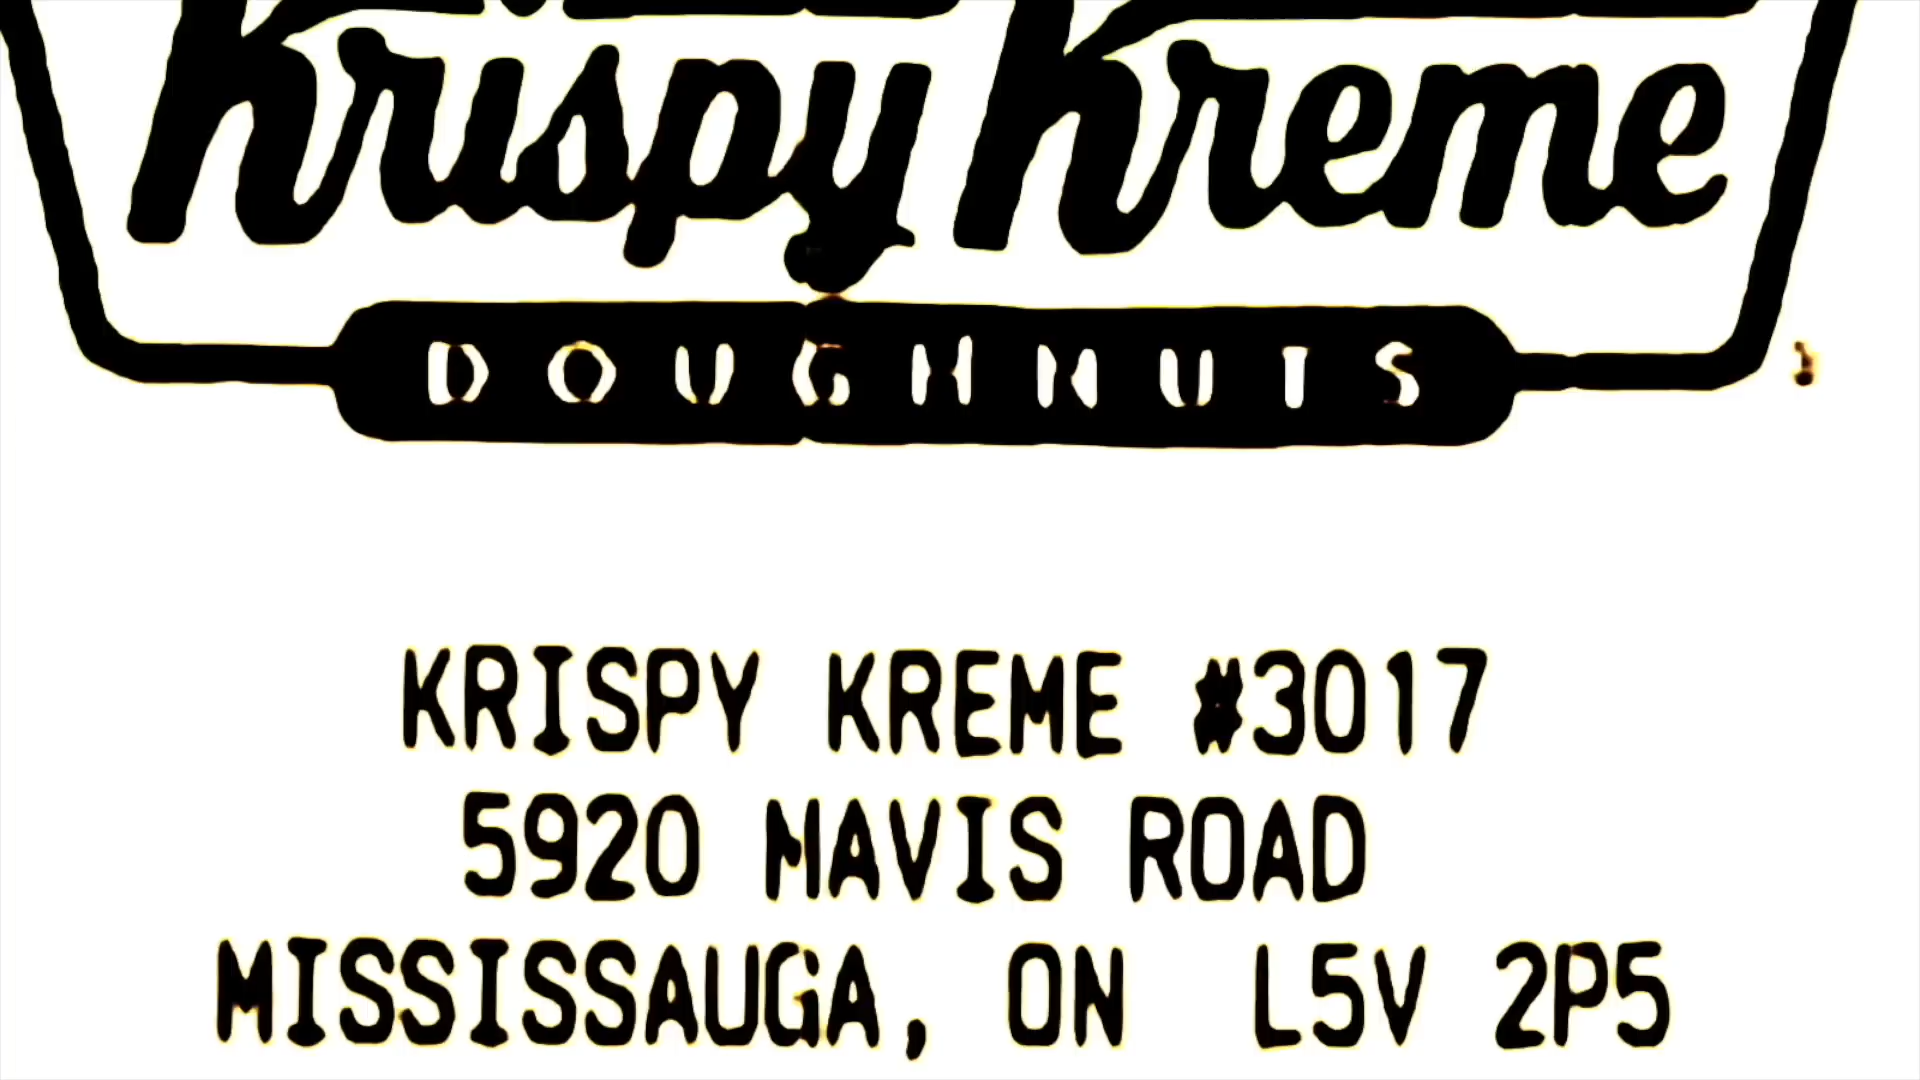 Krispy Kreme
DOUGHNUTS
KRISPY KREME #3017
5920 MAVIS ROAD
MISSISSAUGA, ON L5V 2P5